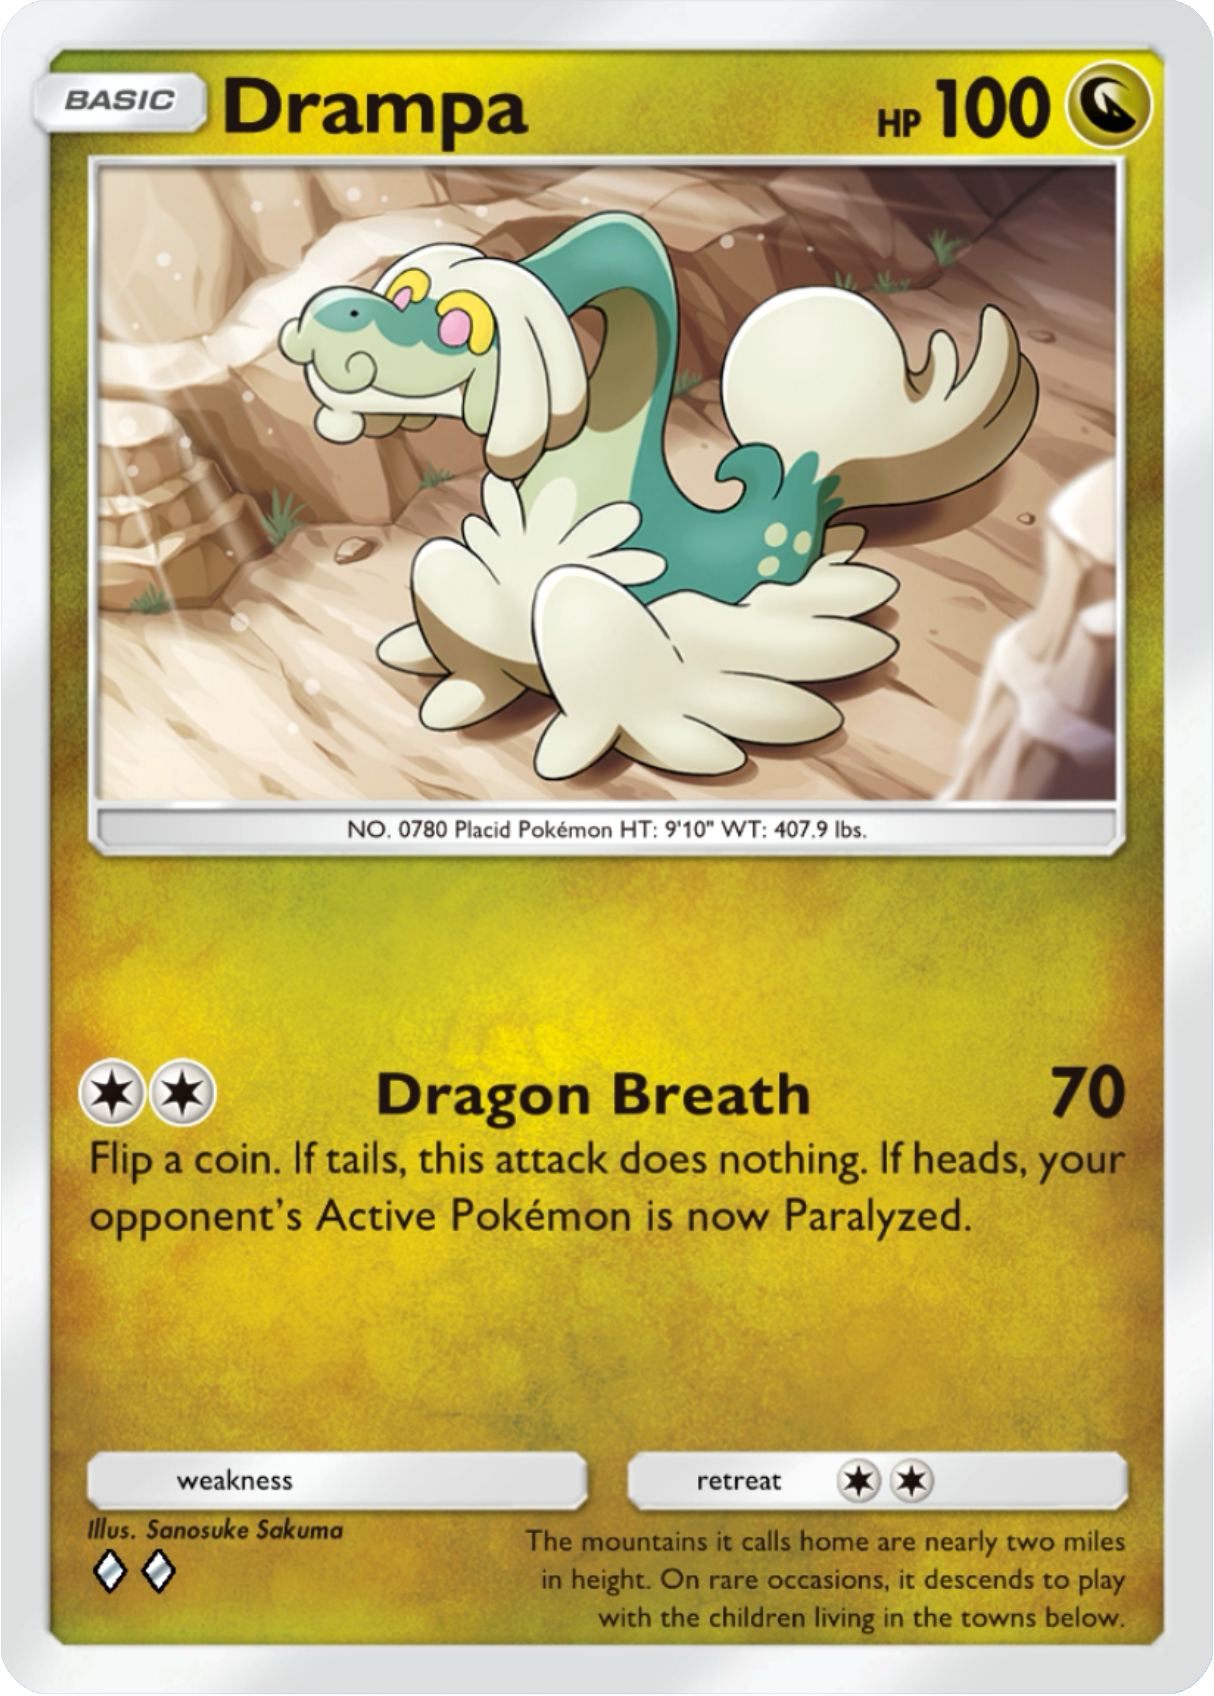 BASIC
Drampa
HP 100
NO. 0780 Placid Pokémon HT: 9'10" WT: 407.9 lbs.
Dragon Breath 70
Flip a coin. If tails, this attack does nothing. If heads, your
opponent's Active Pokémon is now Paralyzed.
weakness
retreat
Illus. Sanosuke Sakuma
The mountains it calls home are nearly two miles
in height. On rare occasions, it descends to play
with the children living in the towns below.